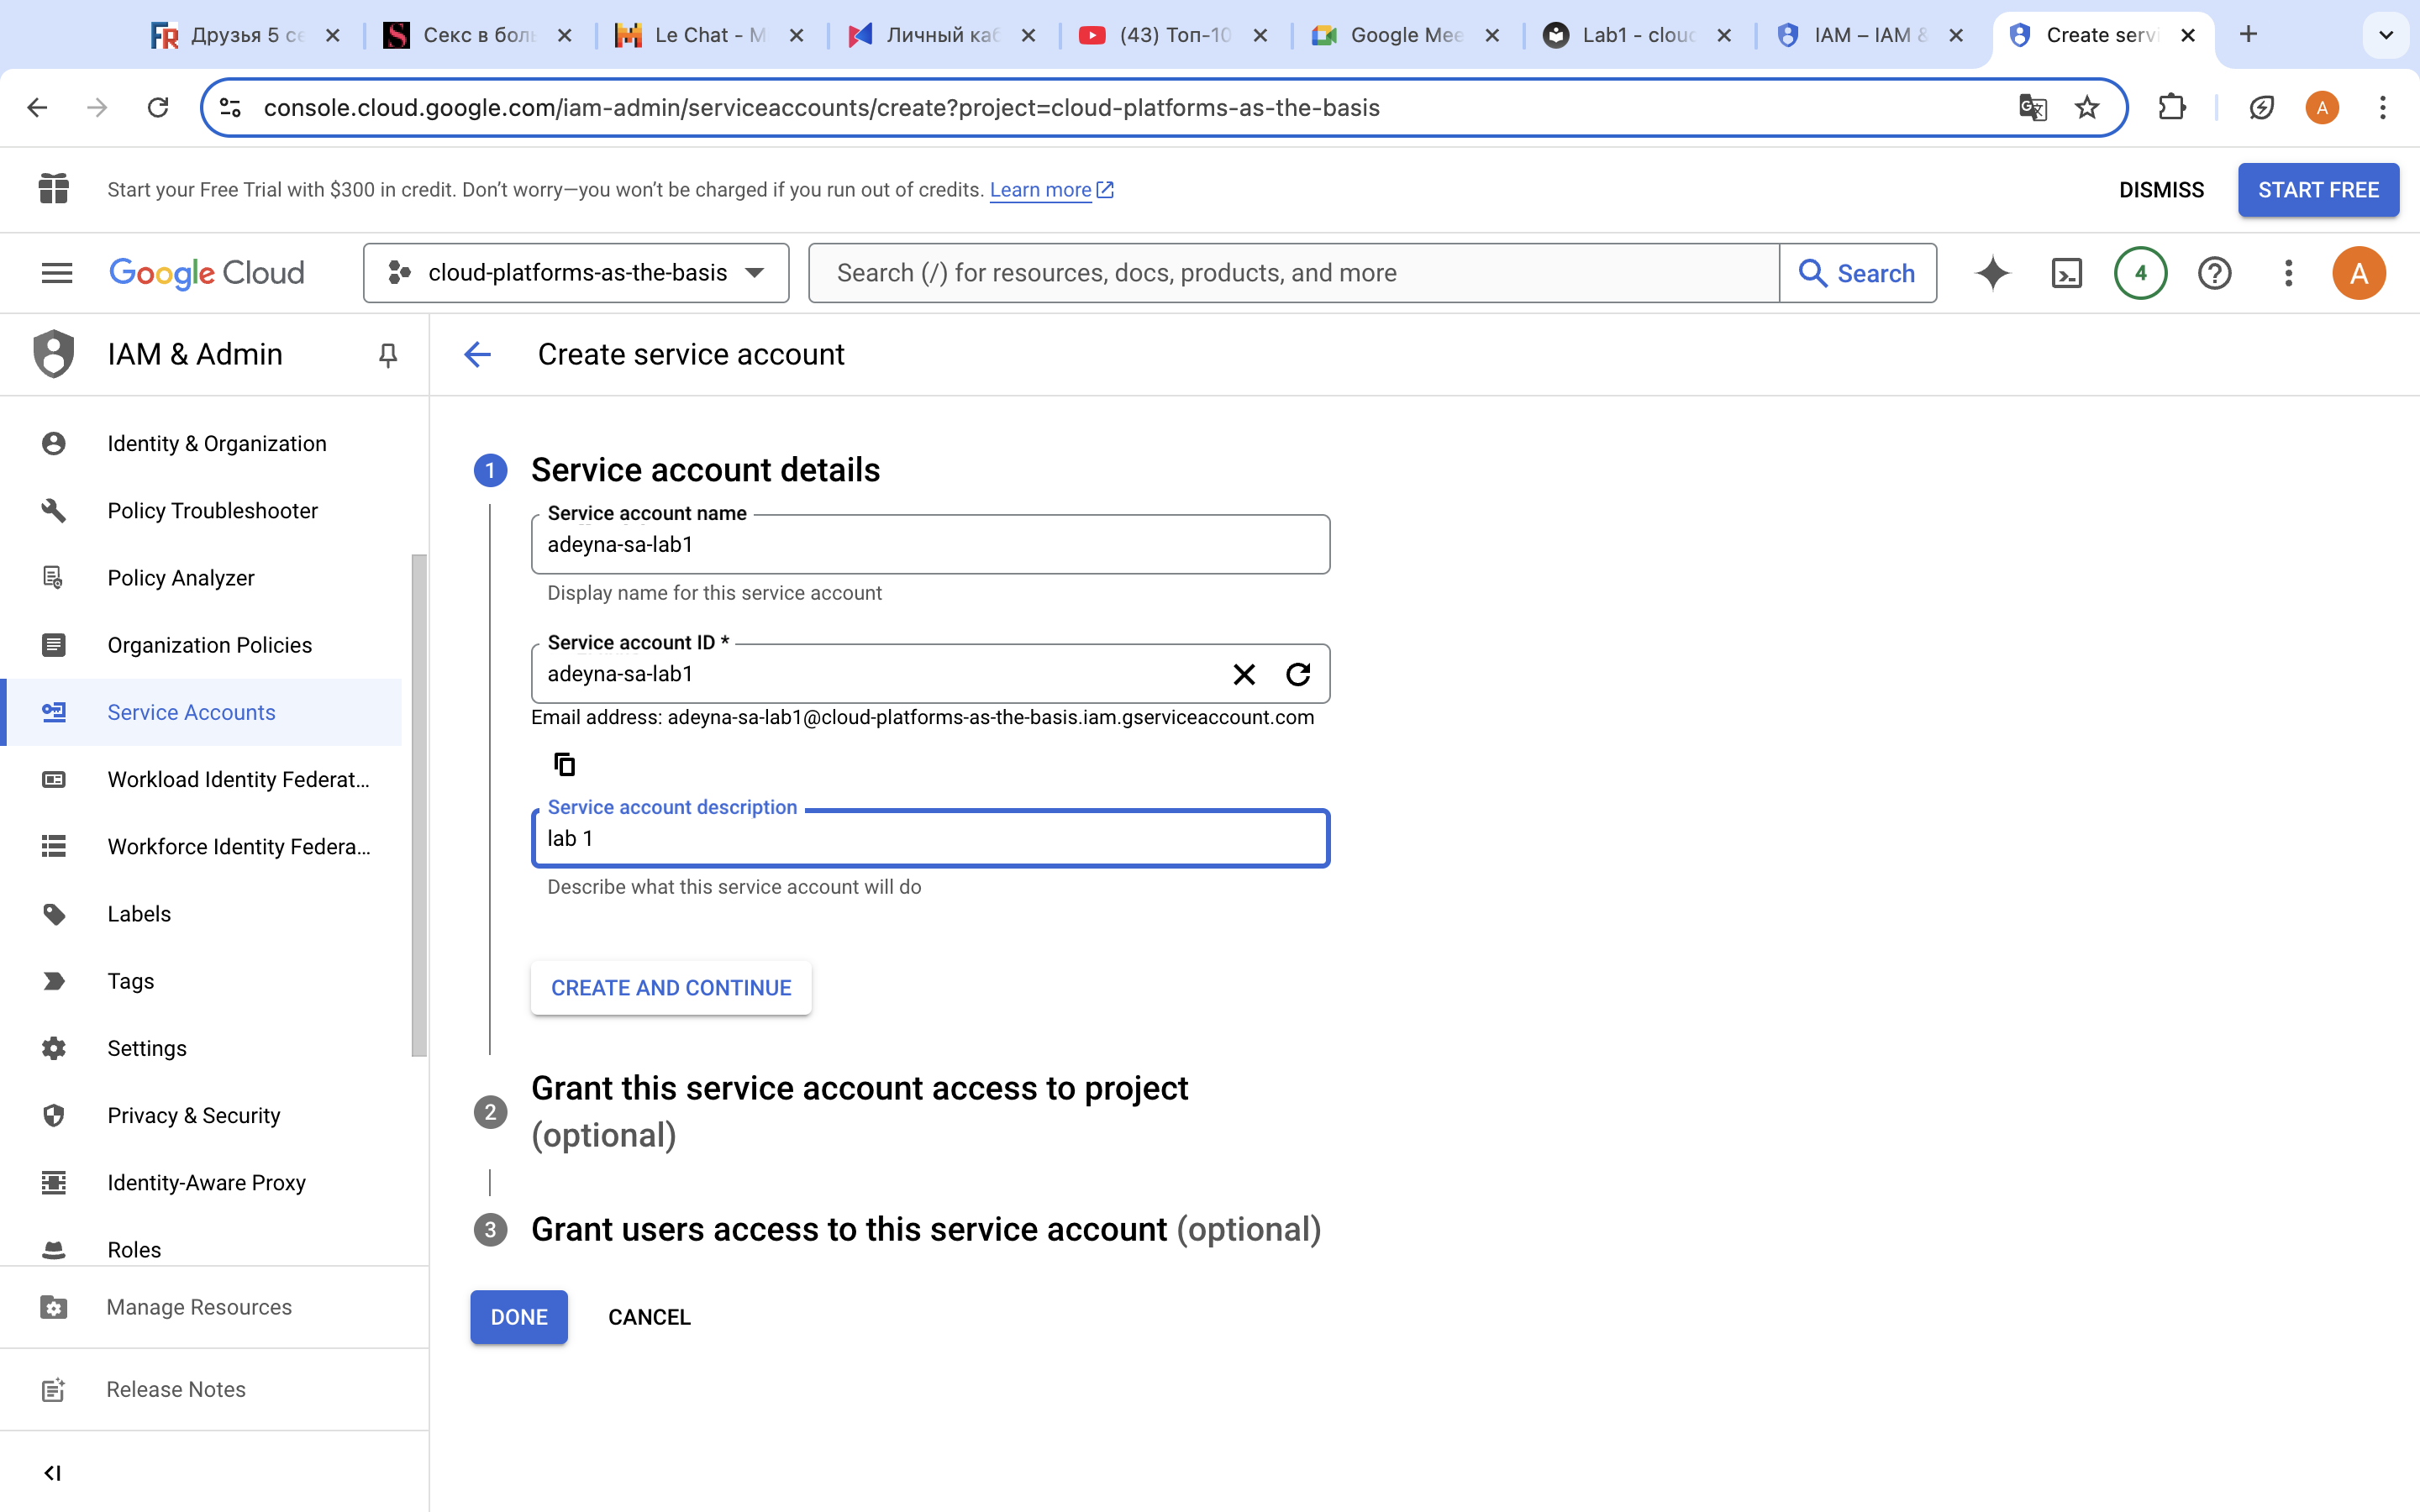 Друзья 5 се
Секс в боль
Le Chat - M
Личный каб
(43) Топ-10
Google Mee
Lab1 - clou
IAM – IAM &
Create serv
console.cloud.google.com/iam-admin/serviceaccounts/create?project=cloud-platforms-as-the-basis
A
Start your Free Trial with $300 in credit. Don’t worry—you won’t be charged if you run out of credits. Learn more
DISMISS
START FREE
Google Cloud
cloud-platforms-as-the-basis
Search (/) for resources, docs, products, and more
Search
4
A
IAM & Admin
Create service account
Identity & Organization
Policy Troubleshooter
Policy Analyzer
Organization Policies
Service Accounts
Workload Identity Federat...
Workforce Identity Federa...
Labels
Tags
Settings
Privacy & Security
Identity-Aware Proxy
Roles
Manage Resources
Release Notes
1
Service account details
Service account name
adeyna-sa-lab1
Display name for this service account
Service account ID *
adeyna-sa-lab1
Email address: adeyna-sa-lab1@cloud-platforms-as-the-basis.iam.gserviceaccount.com
Service account description
lab 1
Describe what this service account will do
CREATE AND CONTINUE
2
Grant this service account access to project
(optional)
3
Grant users access to this service account (optional)
DONE
CANCEL